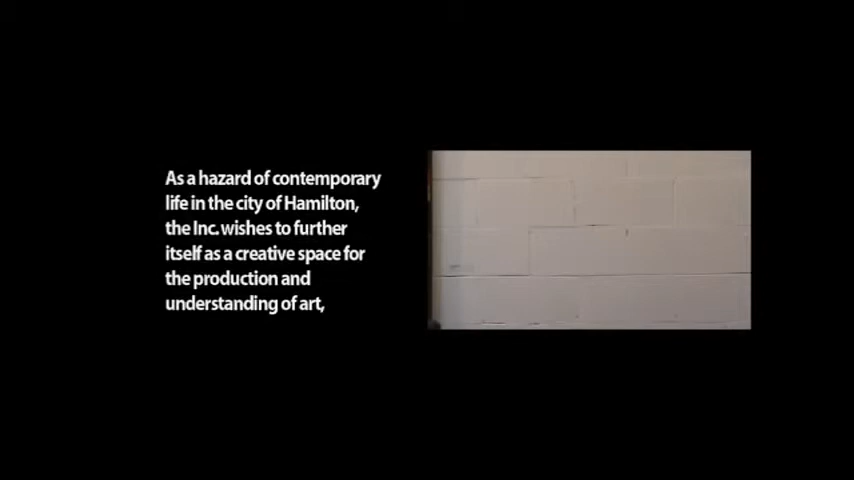 As a hazard of contemporary
life in the city of Hamilton,
the Inc. wishes to further
itself as a creative space for
the production and
understanding of art,